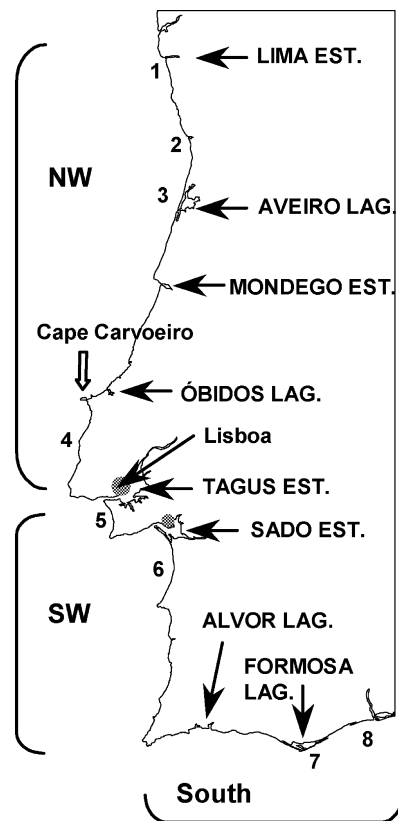 1
LIMA EST.
2
NW
3
AVEIRO LAG.
MONDEGO EST.
Cape Carvoeiro
ÓBIDOS LAG.
4
Lisboa
TAGUS EST.
5
SADO EST.
6
SW
ALVOR LAG.
FORMOSA
LAG.
8
7
South